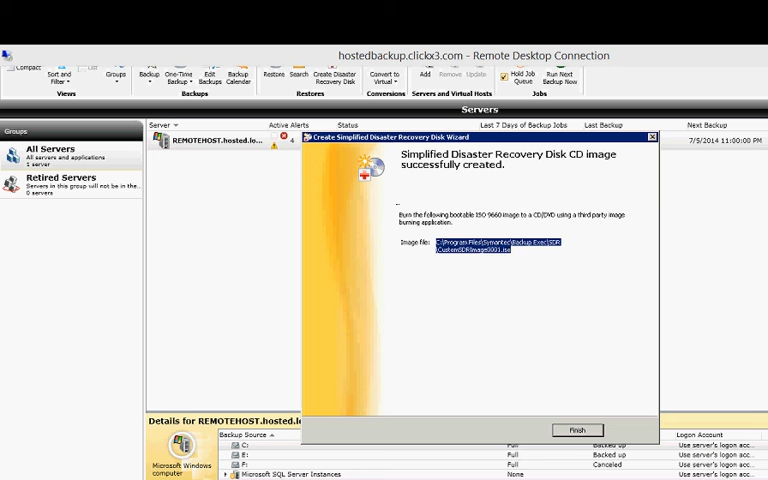 hostedbackup.clickx3.com - Remote Desktop Connection
Compact
Sort and Filter
List
Groups
Backup
One-Time Backup
Edit Backups
Backup Calendar
Restore
Search
Create Disaster Recovery Disk
Convert to Virtual
Add
Remove
Update
Hold Job Queue
Run Next Backup Now
Views
Backups
Restores
Conversions
Servers and Virtual Hosts
Jobs
Servers
Groups
All Servers
All servers and applications
1 server
Retired Servers
Servers in this group will not be in the...
0 servers
Server
Active Alerts
Status
Last 7 Days of Backup Jobs
Last Backup
Next Backup
REMOTEHOST.hosted.lo...
4
7/5/2014 11:00:00 PM
Create Simplified Disaster Recovery Disk Wizard
Simplified Disaster Recovery Disk CD image
successfully created.
Burn the following bootable ISO 9660 image to a CD/DVD using a third party image
burning application.
Image file:
C:\Program Files\Symantec\Backup Exec\SDR
\CustomSDRImage0001.iso
Finish
Details for REMOTEHOST.hosted.lo
Microsoft Windows
computer
Backup Source
Logon Account
C: Full Backed up Use server's logon acc...
E: Full Backed up Use server's logon acc...
F: Full Canceled Use server's logon acc...
Microsoft SQL Server Instances None Use server's logon acc...